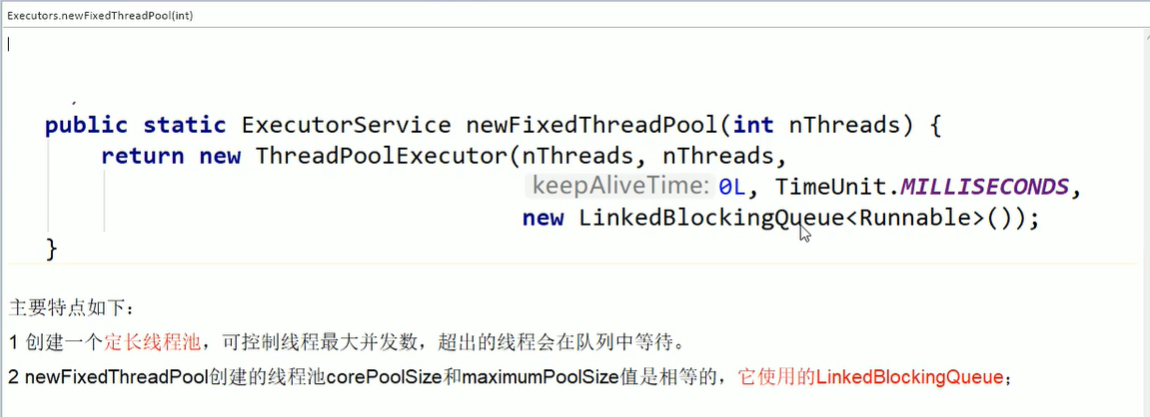 Executors.newFixedThreadPool(int)
public static ExecutorService newFixedThreadPool(int nThreads) {
return new ThreadPoolExecutor(nThreads, nThreads,
keepAliveTime: 0L, TimeUnit.MILLISECONDS,
new LinkedBlockingQueue<Runnable>());
}
主要特点如下：
1 创建一个定长线程池，可控制线程最大并发数，超出的线程会在队列中等待。
2 newFixedThreadPool创建的线程池corePoolSize和maximumPoolSize值是相等的，它使用的LinkedBlockingQueue；